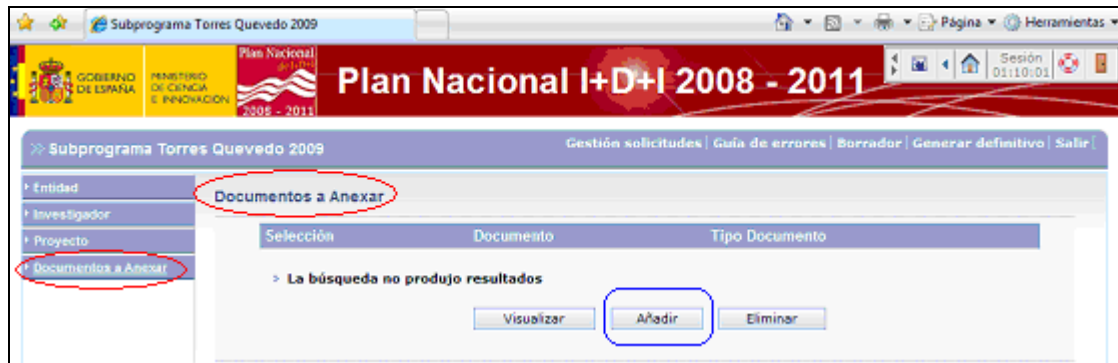 Subprograma Torres Quevedo 2009
Página
Herramientas
GOBIERNO
DE ESPAÑA
MINISTERIO
DE CIENCIA
E INNOVACIÓN
Plan Nacional
de I+D+i
2008 - 2011
Plan Nacional I+D+I 2008 - 2011
Sesión
01:10:01
Subprograma Torres Quevedo 2009
Gestión solicitudes | Guía de errores | Borrador | Generar definitivo | Salir
Entidad
Investigador
Proyecto
Documentos a Anexar
Documentos a Anexar
Selección Documento Tipo Documento
> La búsqueda no produjo resultados
Visualizar Añadir Eliminar